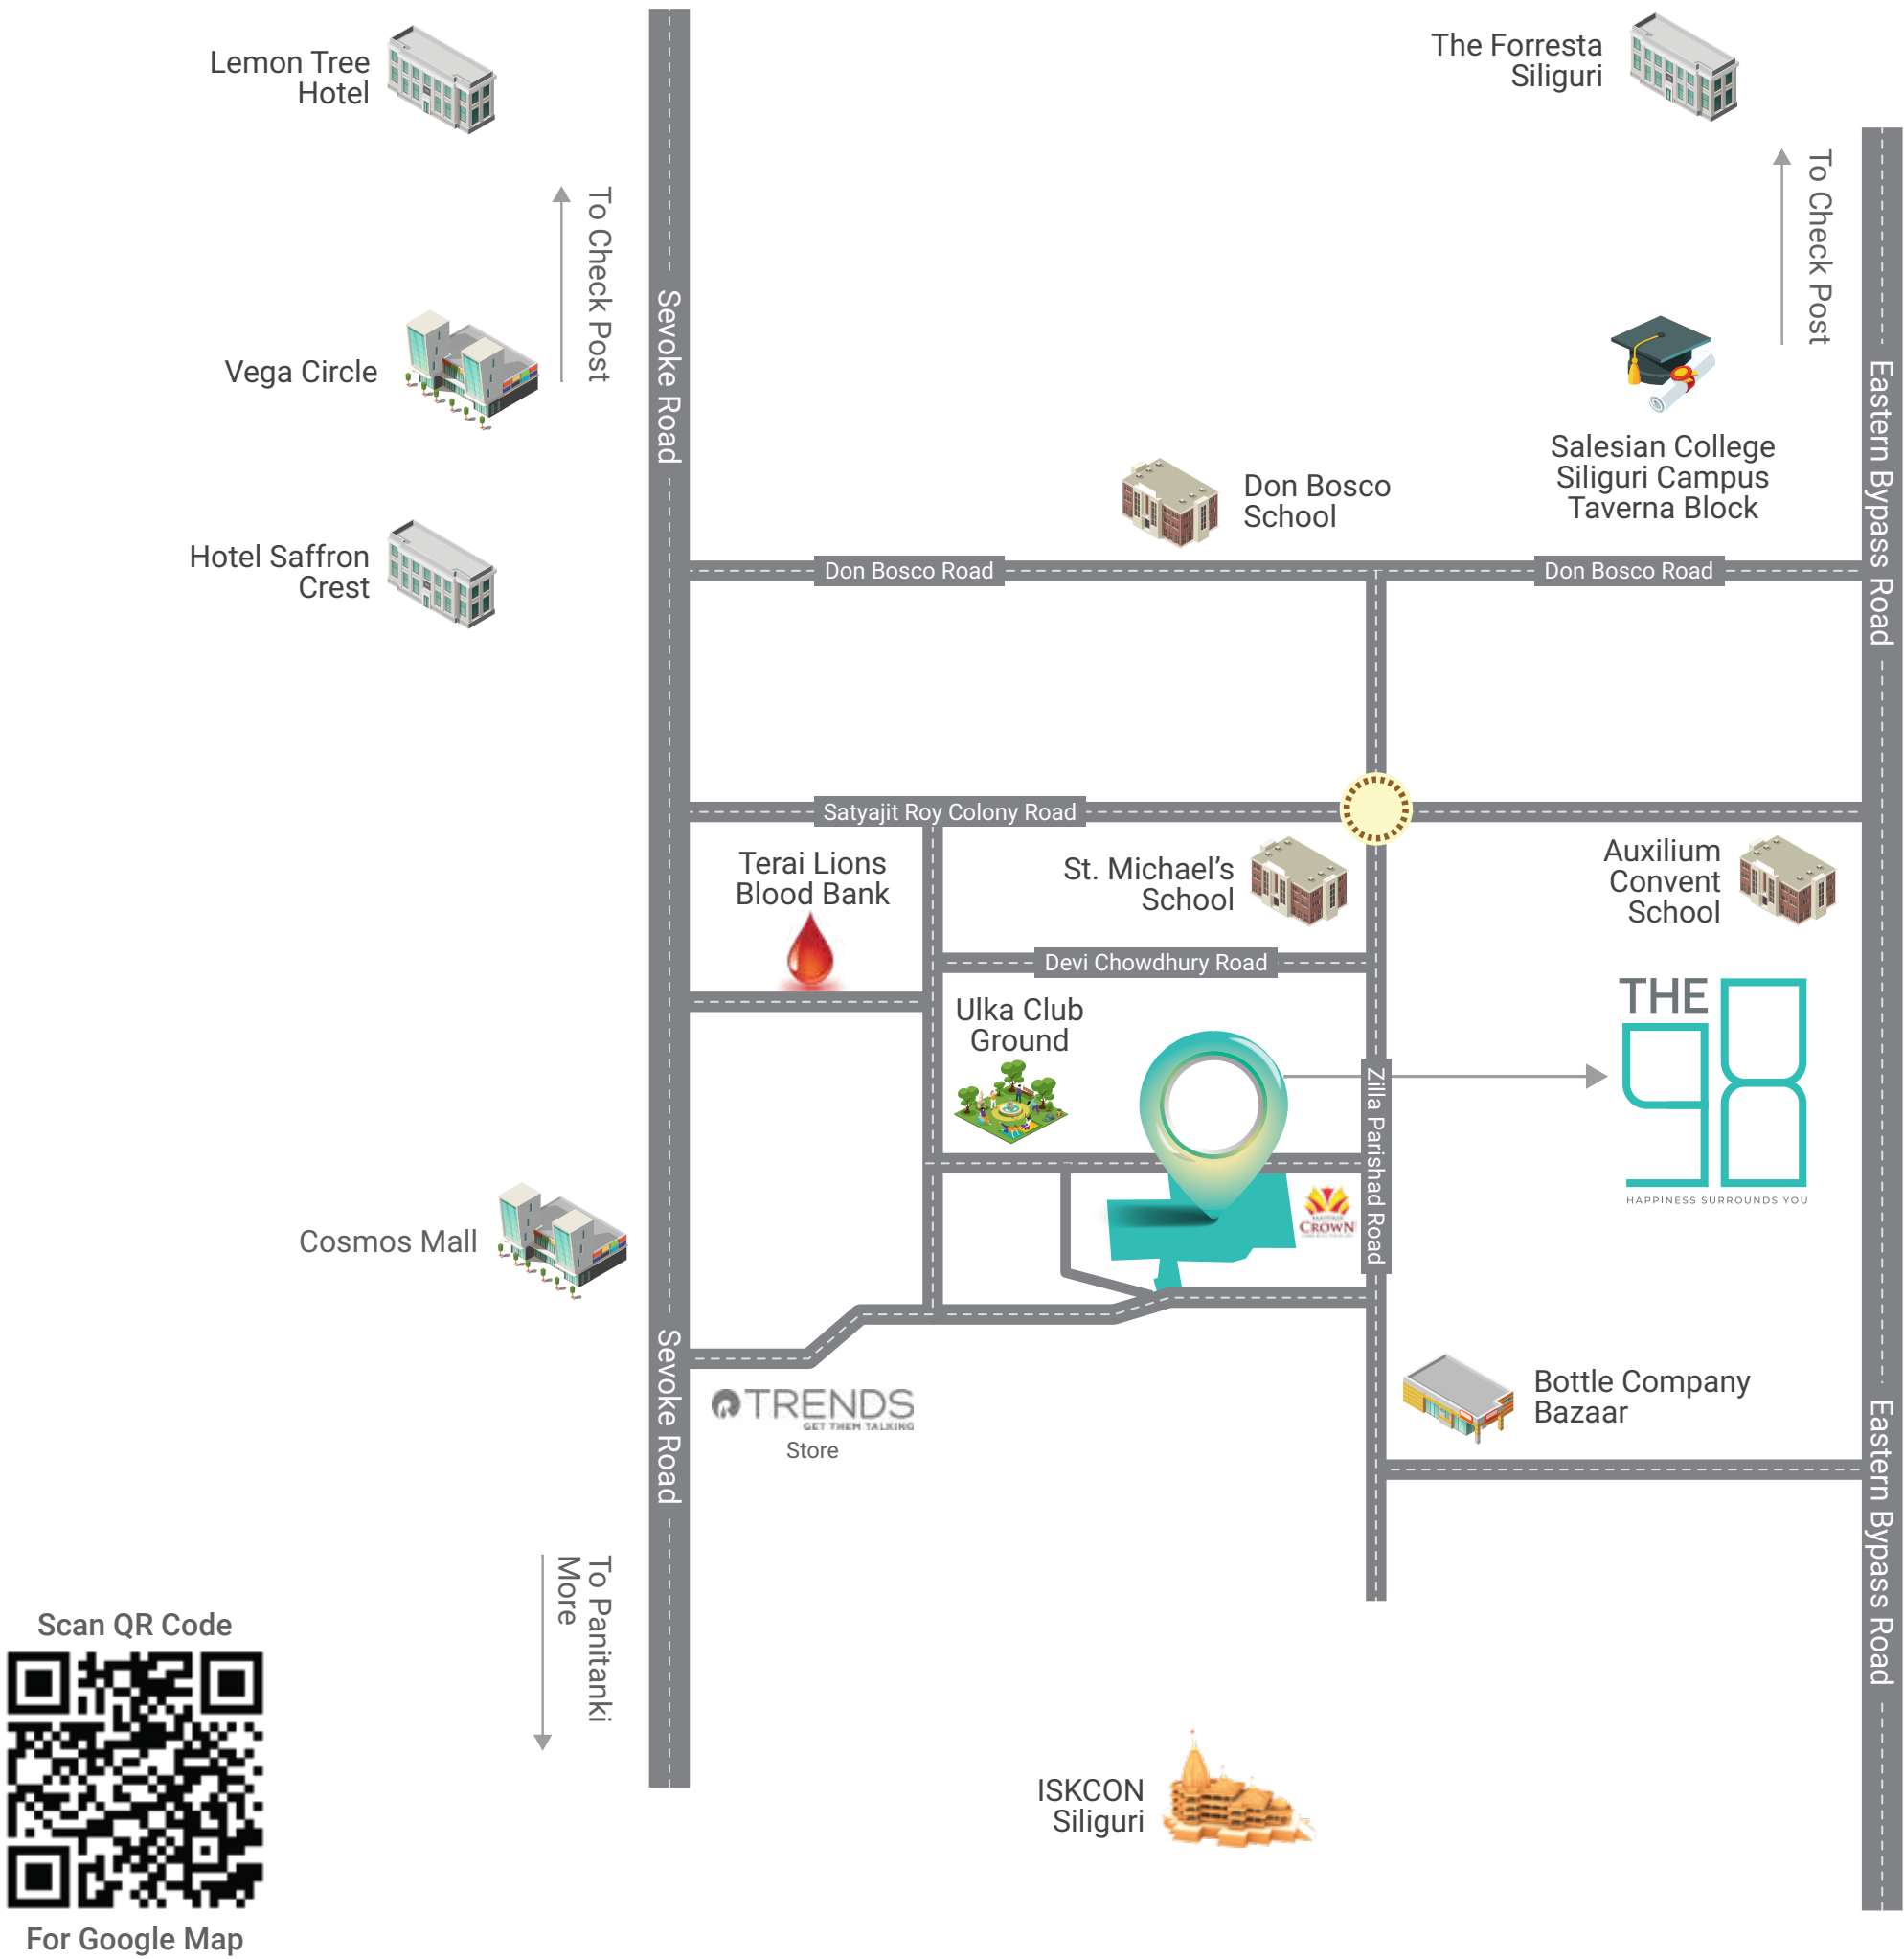 Lemon Tree
Hotel
The Forresta
Siliguri
To Check Post
To Check Post
Sevoke Road
Vega Circle
Eastern Bypass Road
Salesian College
Siliguri Campus
Taverna Block
Don Bosco
School
Hotel Saffron
Crest
Don Bosco Road
Don Bosco Road
Satyajit Roy Colony Road
Terai Lions
Blood Bank
St. Michael's
School
Auxilium
Convent
School
Devi Chowdhury Road
Ulka Club
Ground
THE
98
HAPPINESS SURROUNDS YOU
Zilla Parishad Road
CROWN
Cosmos Mall
Sevoke Road
TRENDS
GET THEM TALKING
Store
Bottle Company
Bazaar
Eastern Bypass Road
To Panitanki
More
Scan QR Code
For Google Map
ISKCON
Siliguri